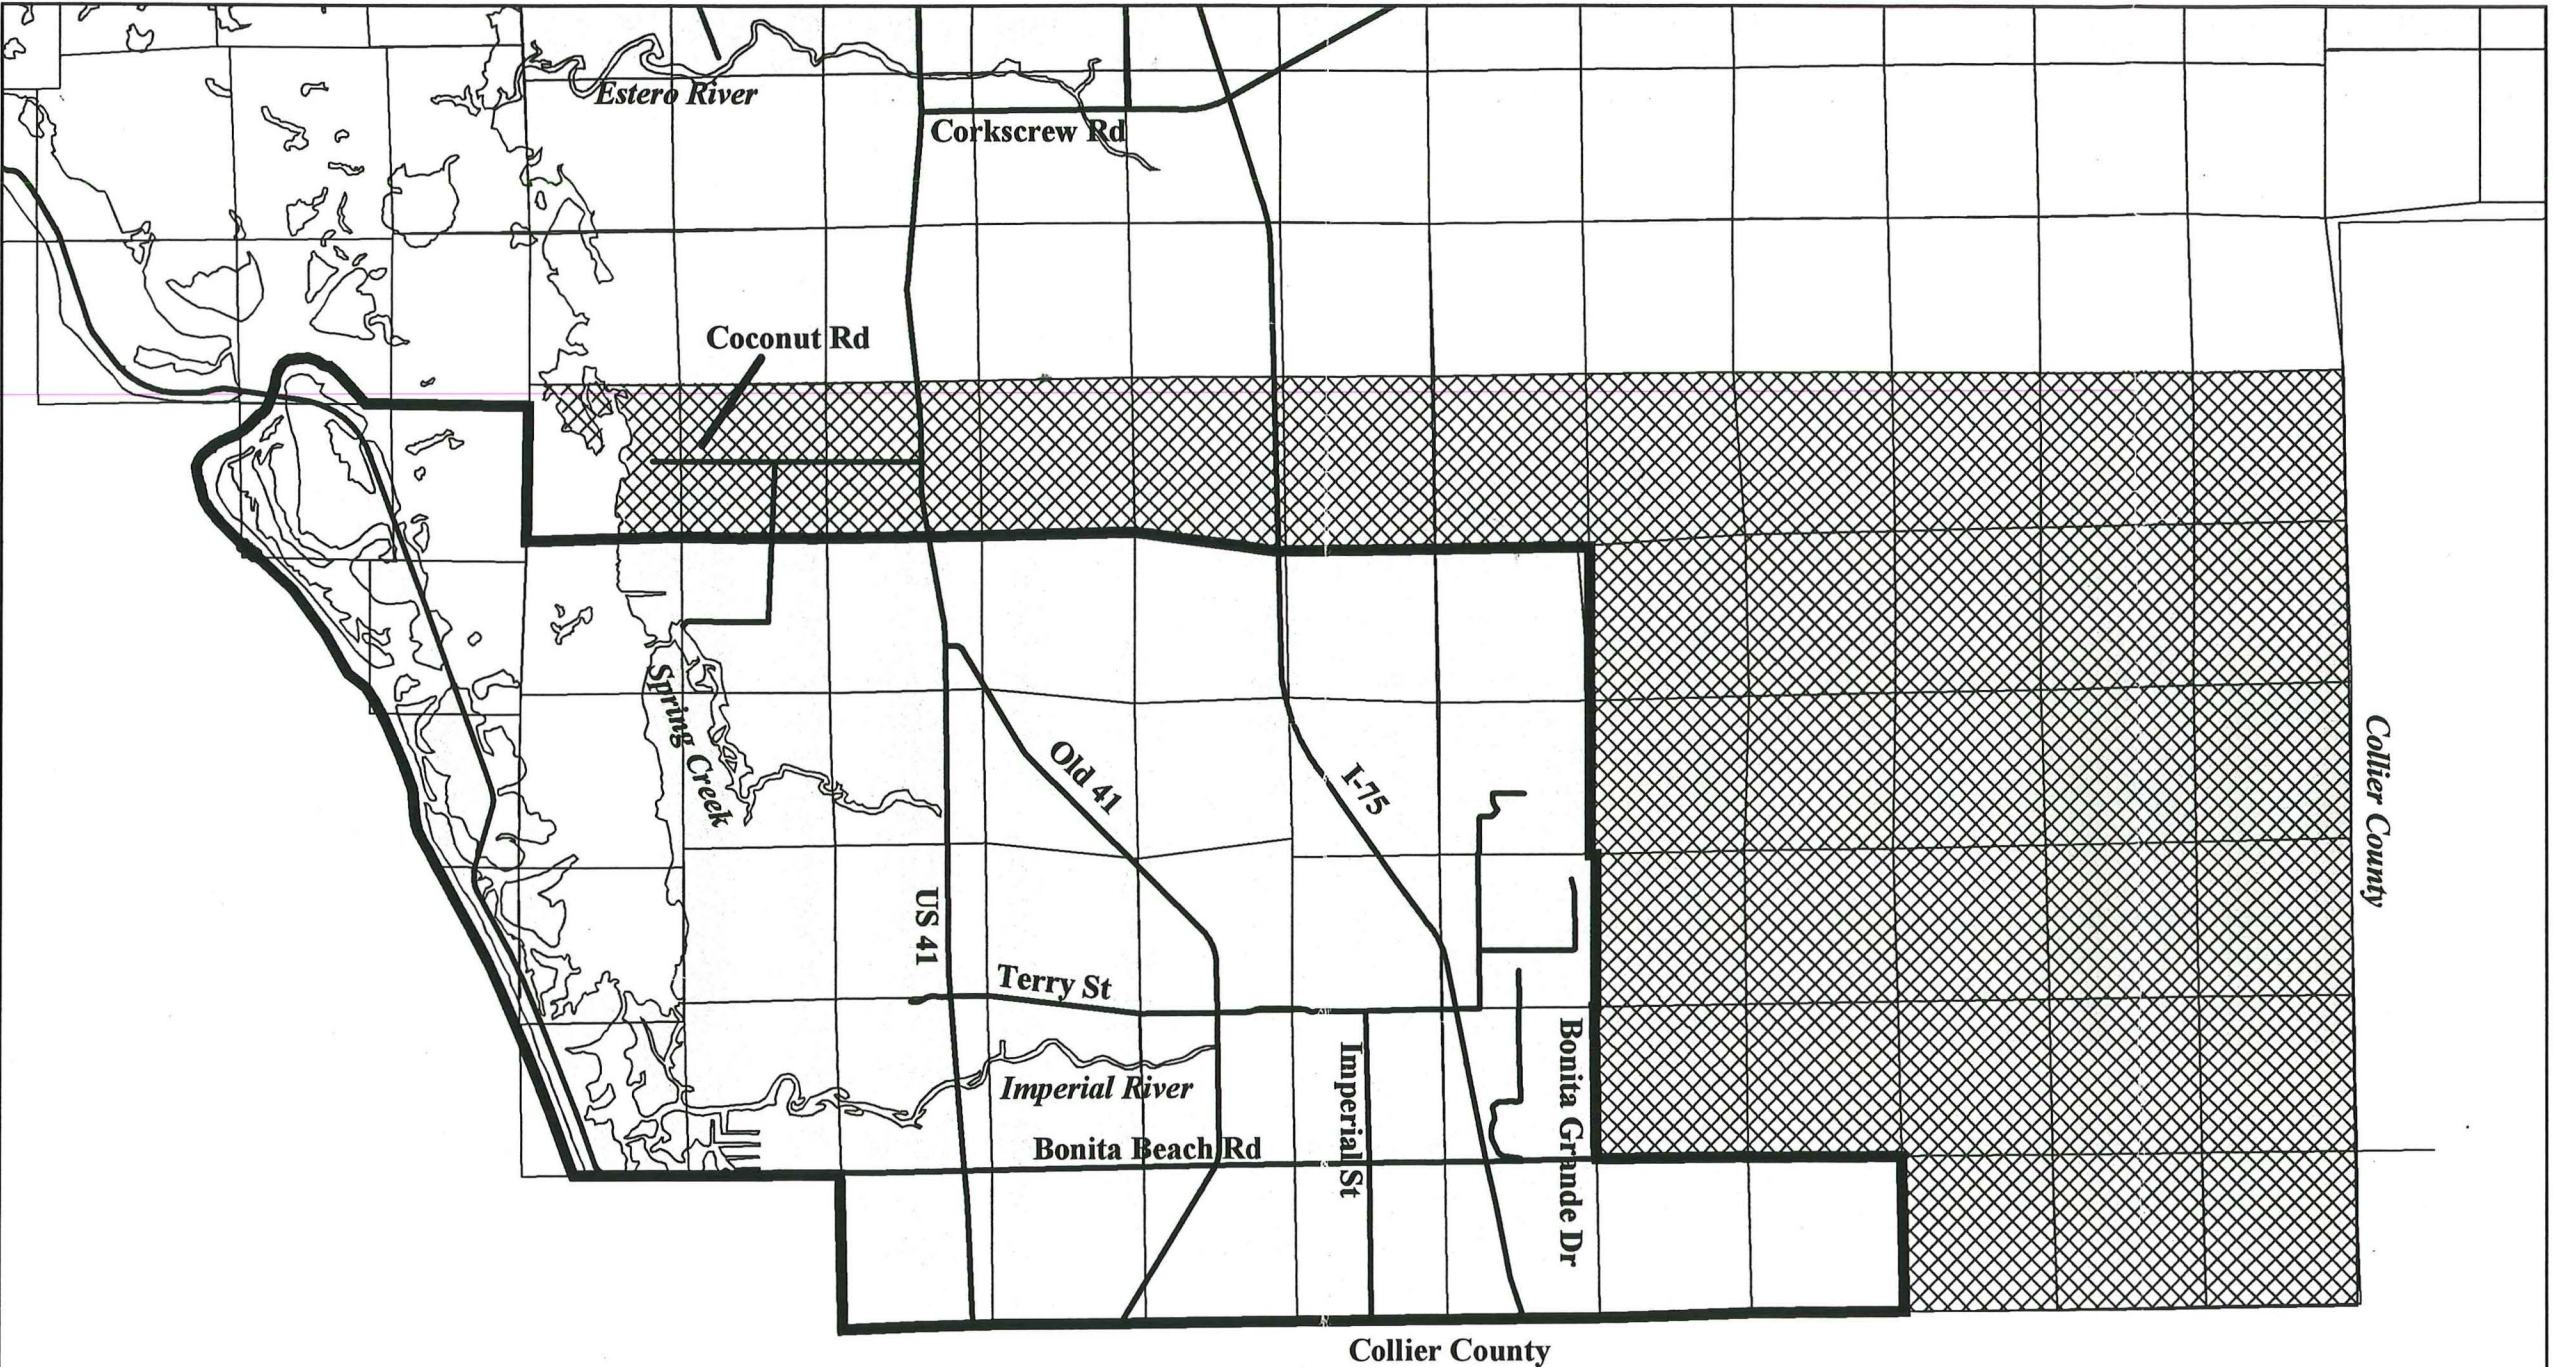 Estero River
Corkscrew Rd
Coconut Rd
Spring Creek
Old 41
I-75
Collier County
US 41
Terry St
Imperial River
Imperial St
Bonita Grande Dr
Bonita Beach Rd
Collier County